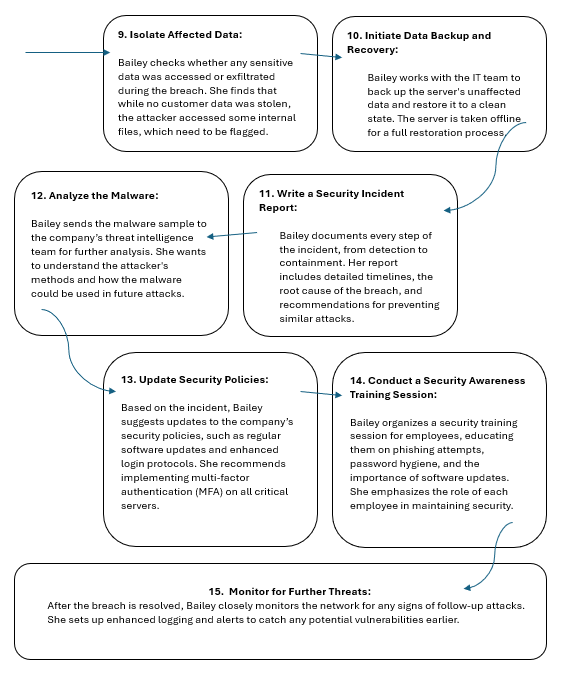 9. Isolate Affected Data:
Bailey checks whether any sensitive
data was accessed or exfiltrated
during the breach. She finds that
while no customer data was stolen,
the attacker accessed some internal
files, which need to be flagged.
10. Initiate Data Backup and
Recovery:
Bailey works with the IT team to
back up the server's unaffected
data and restore it to a clean
state. The server is taken offline
for a full restoration process.
11. Write a Security Incident
Report:
Bailey documents every step of
the incident, from detection to
containment. Her report
includes detailed timelines, the
root cause of the breach, and
recommendations for preventing
similar attacks.
12. Analyze the Malware:
Bailey sends the malware sample to
the company's threat intelligence
team for further analysis. She wants
to understand the attacker's
methods and how the malware
could be used in future attacks.
13. Update Security Policies:
Based on the incident, Bailey
suggests updates to the company's
security policies, such as regular
software updates and enhanced
login protocols. She recommends
implementing multi-factor
authentication (MFA) on all critical
servers.
14. Conduct a Security Awareness
Training Session:
Bailey organizes a security training
session for employees, educating
them on phishing attempts,
password hygiene, and the
importance of software updates.
She emphasizes the role of each
employee in maintaining security.
15. Monitor for Further Threats:
After the breach is resolved, Bailey closely monitors the network for any signs of follow-up attacks.
She sets up enhanced logging and alerts to catch any potential vulnerabilities earlier.